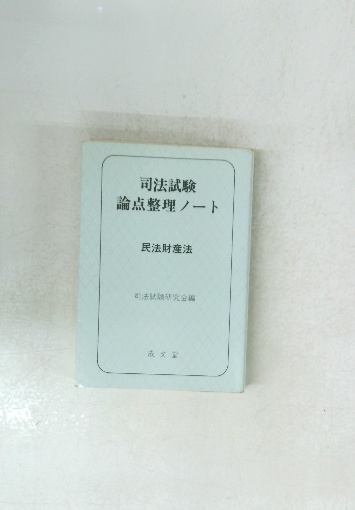 司法試験
論点整理ノート
民法財産法
司法試験研究会編
成文堂